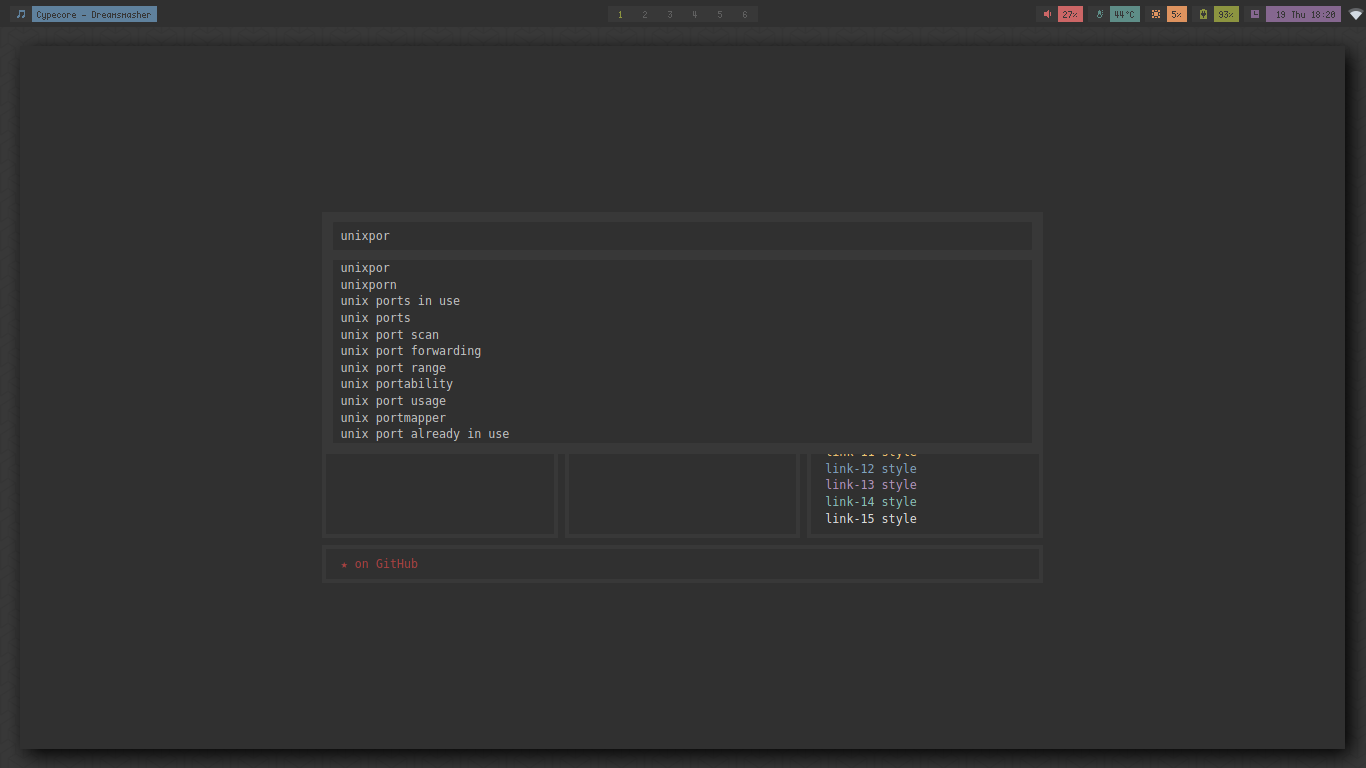 Cypecore – Dreamsmasher
1 2 3 4 5 6
27%
44°C
5%
93%
19 Thu 18:20
unixpor
unixpor
unixporn
unix ports in use
unix ports
unix port scan
unix port forwarding
unix port range
unix portability
unix port usage
unix portmapper
unix port already in use
link-11 style
link-12 style
link-13 style
link-14 style
link-15 style
★ on GitHub